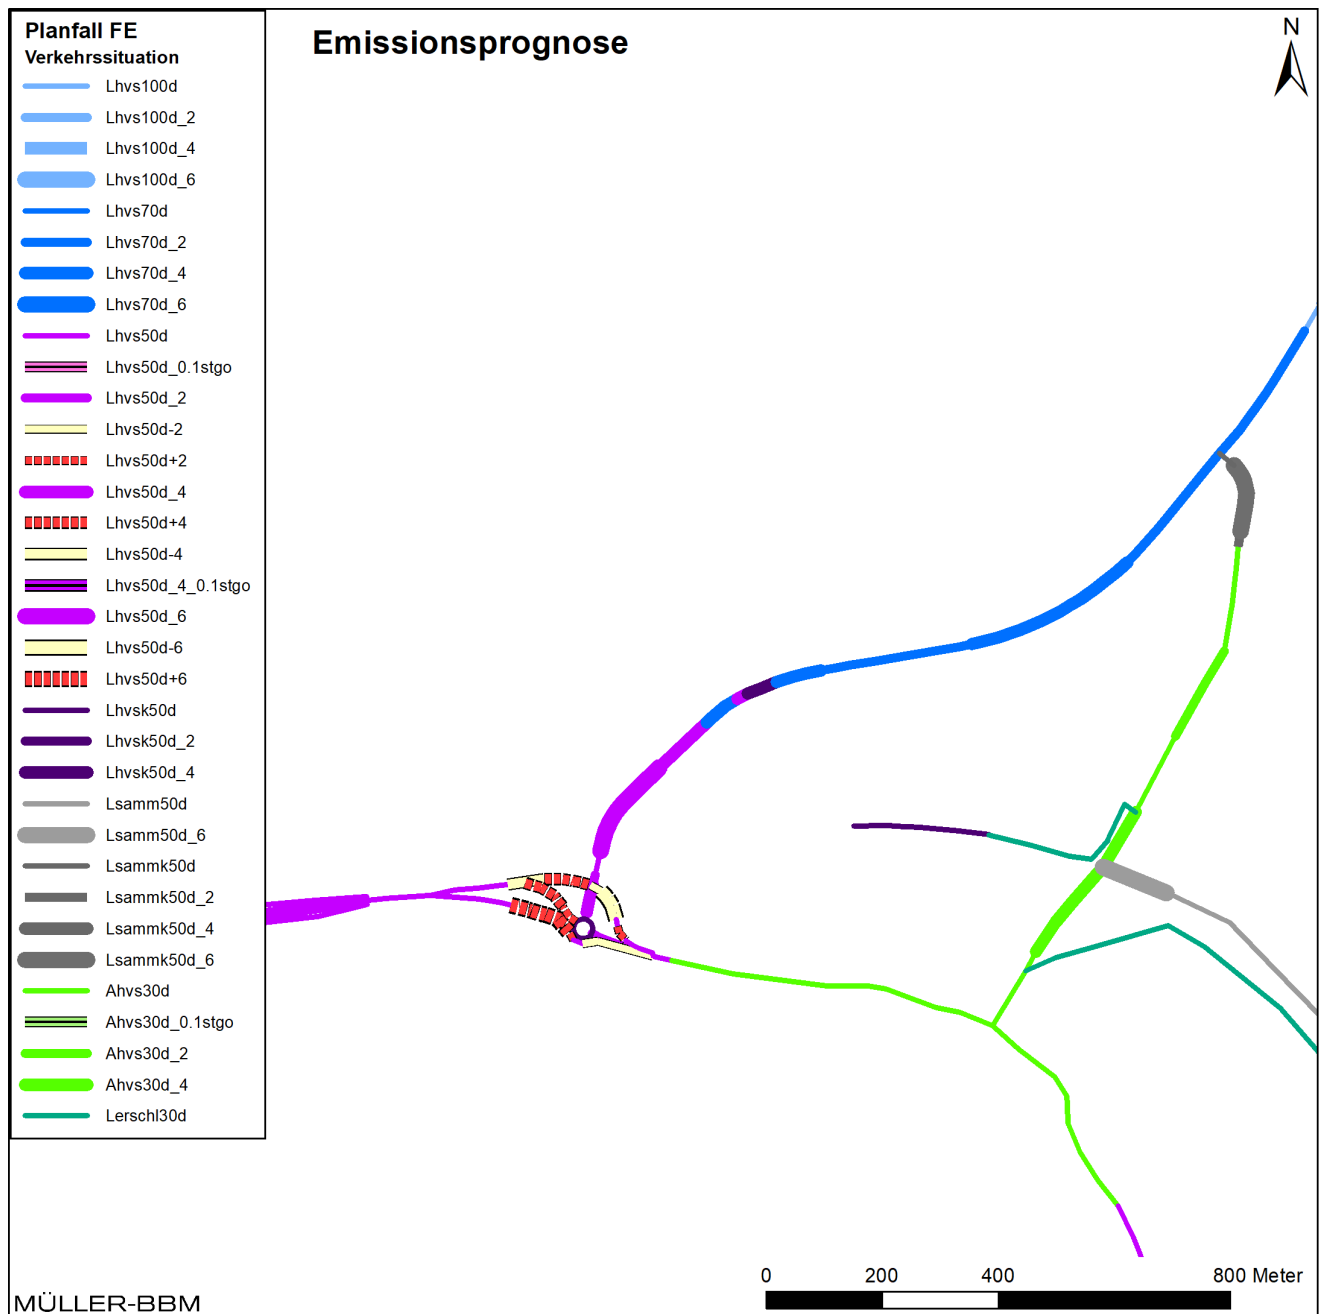 Planfall FE
Verkehrssituation
Lhvs100d
Lhvs100d_2
Lhvs100d_4
Lhvs100d_6
Lhvs70d
Lhvs70d_2
Lhvs70d_4
Lhvs70d_6
Lhvs50d
Lhvs50d_0.1stgo
Lhvs50d_2
Lhvs50d-2
Lhvs50d+2
Lhvs50d_4
Lhvs50d+4
Lhvs50d-4
Lhvs50d_4_0.1stgo
Lhvs50d_6
Lhvs50d-6
Lhvs50d+6
Lhvsk50d
Lhvsk50d_2
Lhvsk50d_4
Lsamm50d
Lsamm50d_6
Lsammk50d
Lsammk50d_2
Lsammk50d_4
Lsammk50d_6
Ahvs30d
Ahvs30d_0.1stgo
Ahvs30d_2
Ahvs30d_4
Lerschl30d
Emissionsprognose
N
0 200 400 800 Meter
MÜLLER-BBM